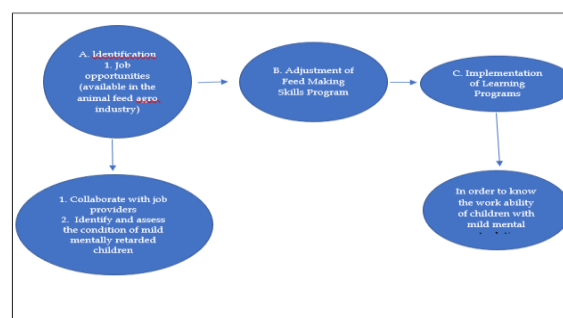 A. Identification
1. Job
opportunities
(available in the
animal feed agro
industry)
B. Adjustment of
Feed Making
Skills Program
C. Implementation
of Learning
Programs
1. Collaborate with job
providers
2. Identify and assess
the condition of mild
mentally retarded
children
In order to know
the work ability
of children with
mild mental